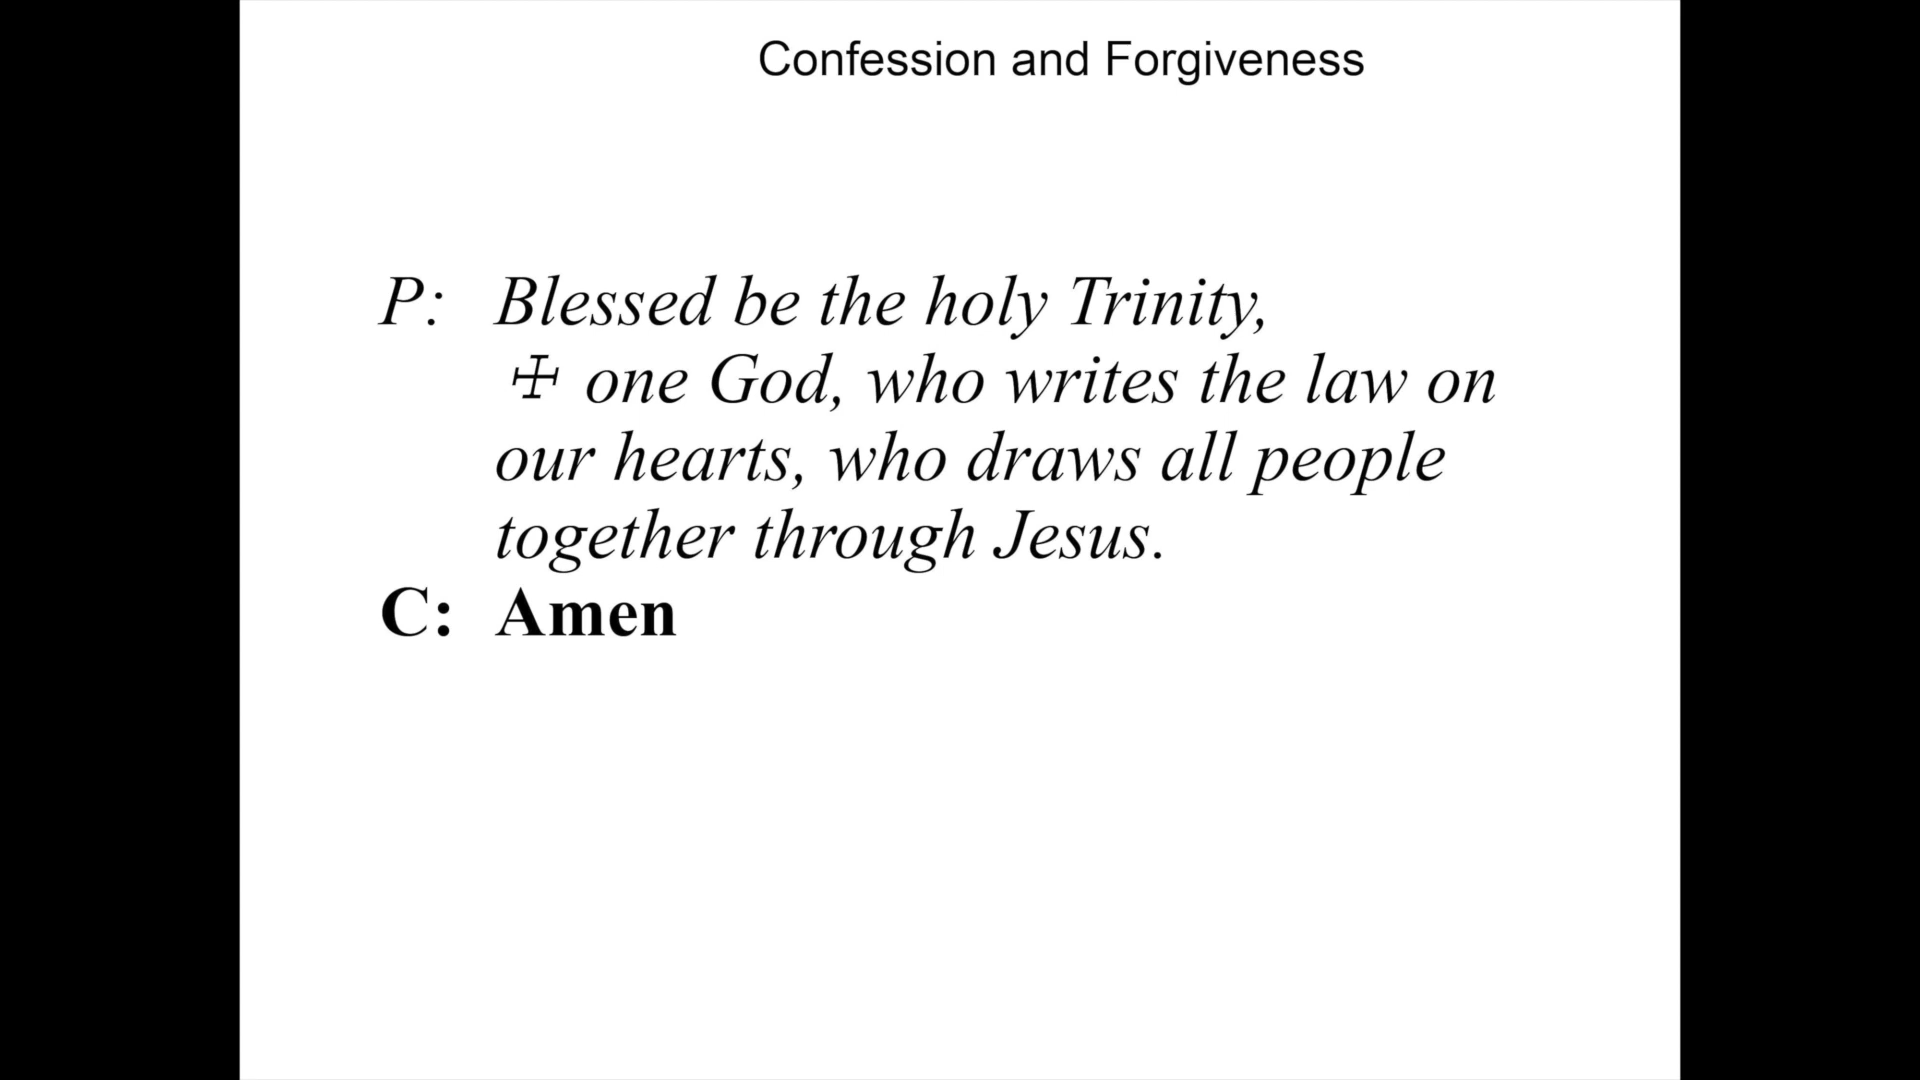 Confession and Forgiveness
P: Blessed be the holy Trinity,
☩ one God, who writes the law on
our hearts, who draws all people
together through Jesus.
C: Amen